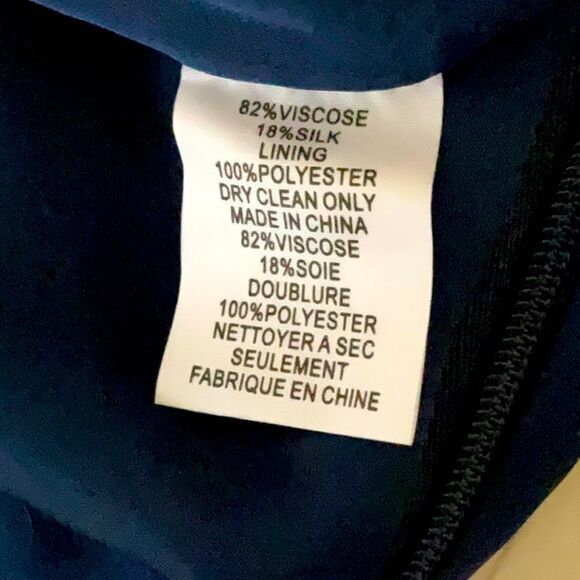 82%VISCOSE
18%SILK
LINING
100%POLYESTER
DRY CLEAN ONLY
MADE IN CHINA
82%VISCOSE
18%SOIE
DOUBLURE
100%POLYESTER
NETTOYER A SEC
SEULEMENT
FABRIQUE EN CHINE